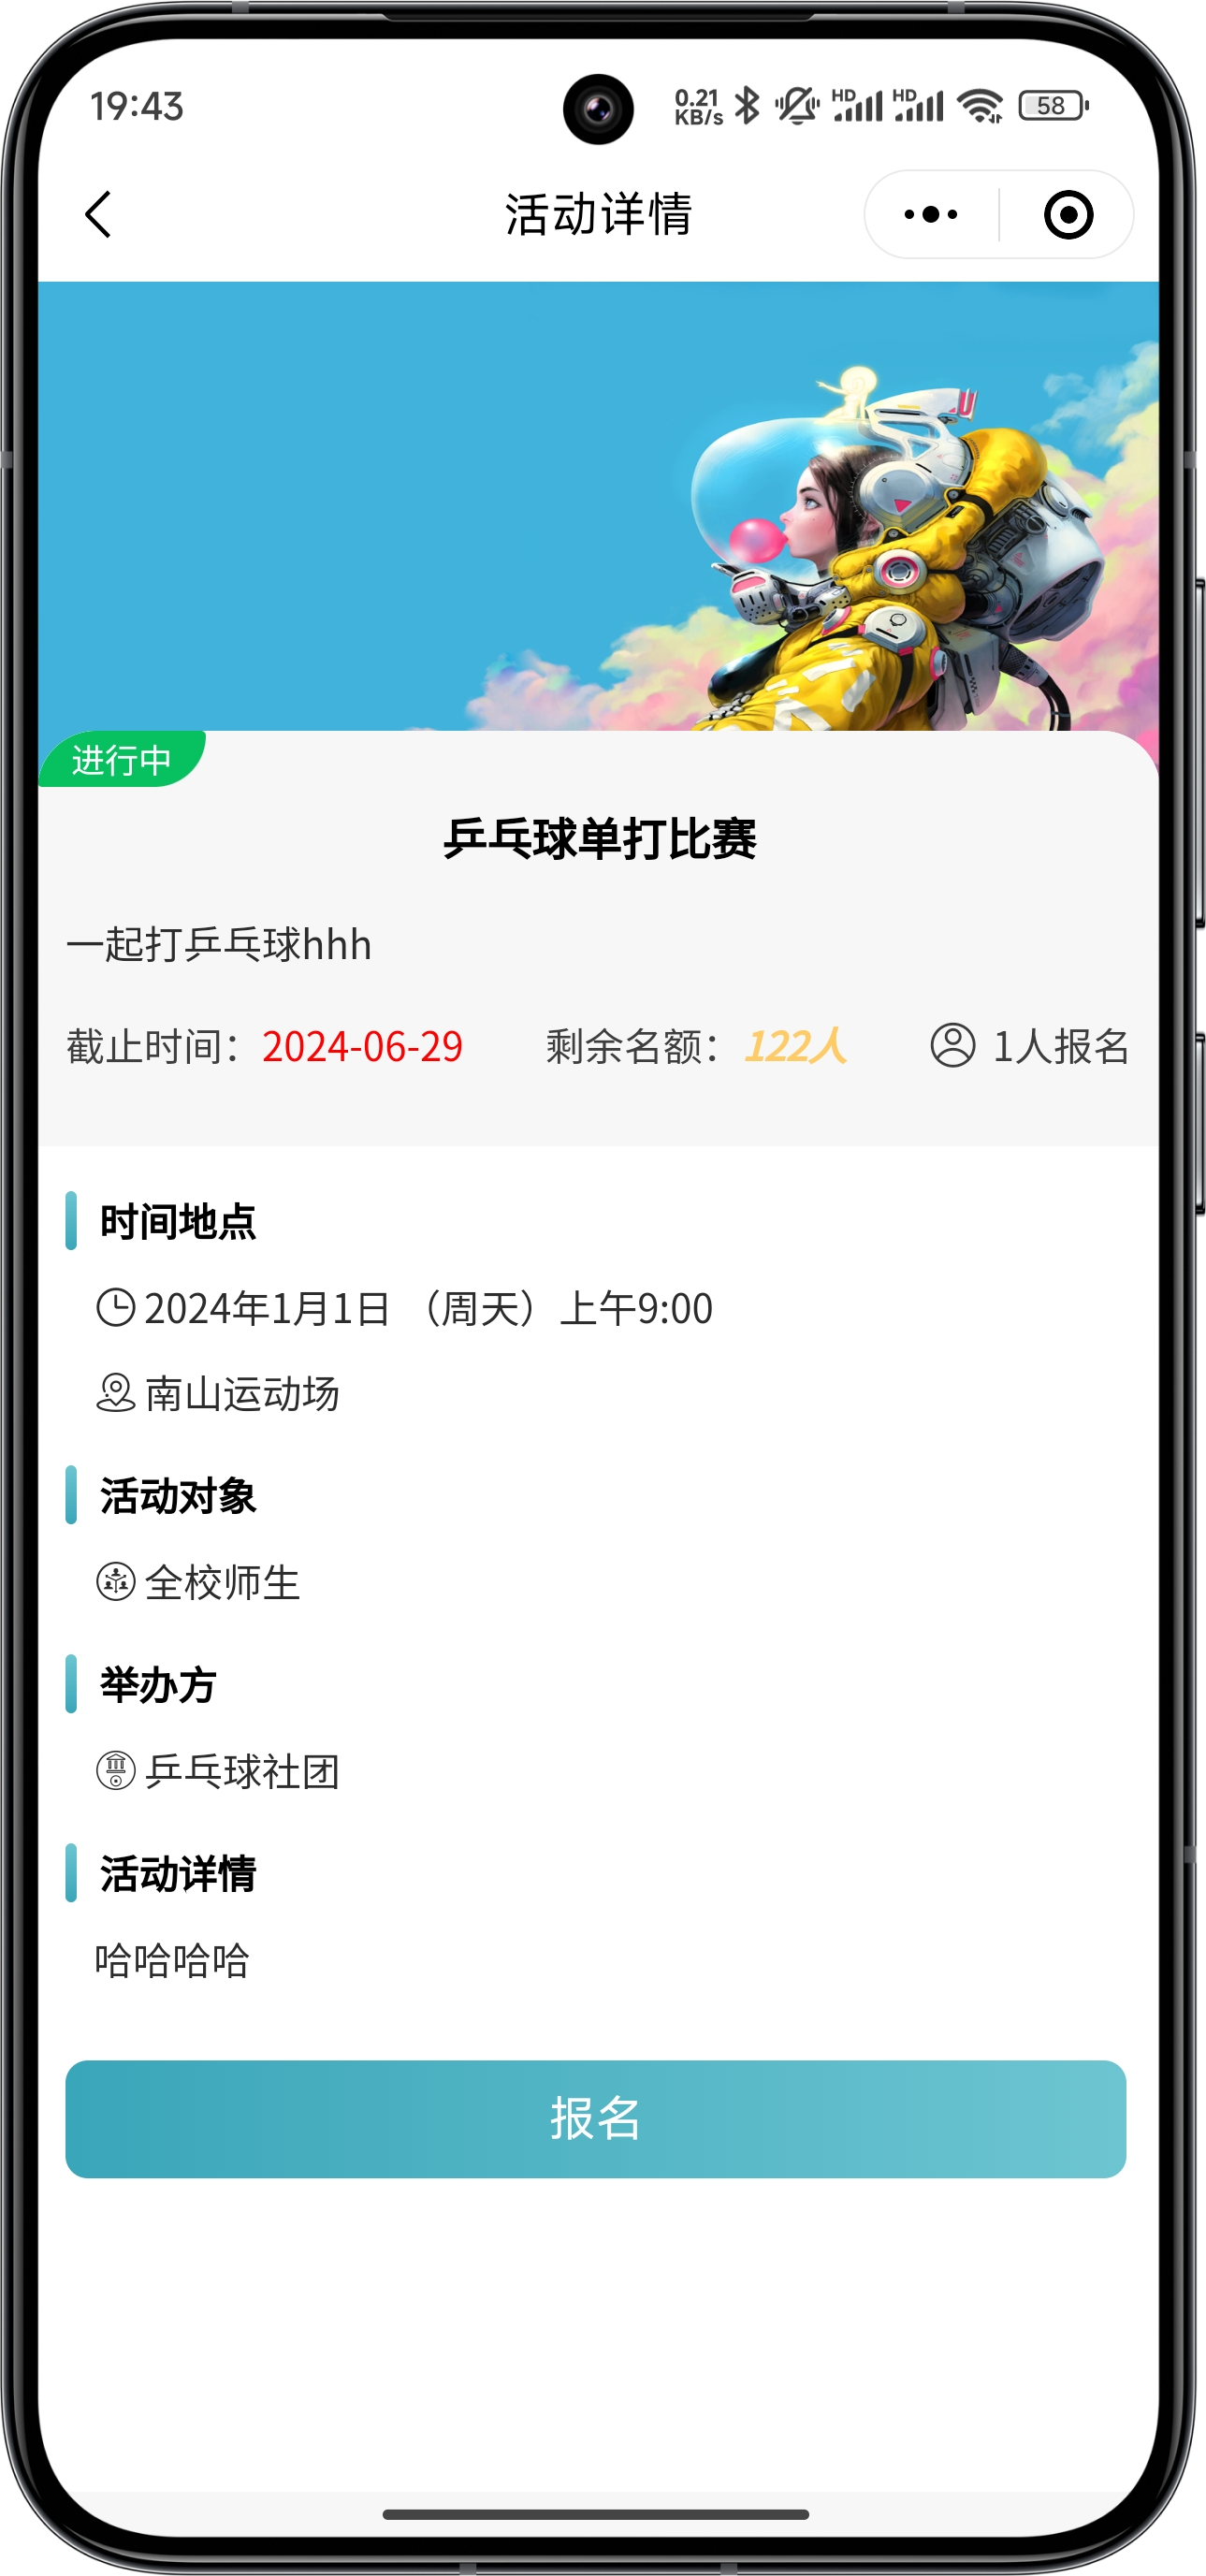 19:43
0.21
KB/s
HD
HD
58
活动详情
进行中
乒乓球单打比赛
一起打乒乓球hhh
截止时间：2024-06-29 剩余名额：122人 1人报名
时间地点
2024年1月1日 （周天）上午9:00
南山运动场
活动对象
全校师生
举办方
乒乓球社团
活动详情
哈哈哈哈
报名